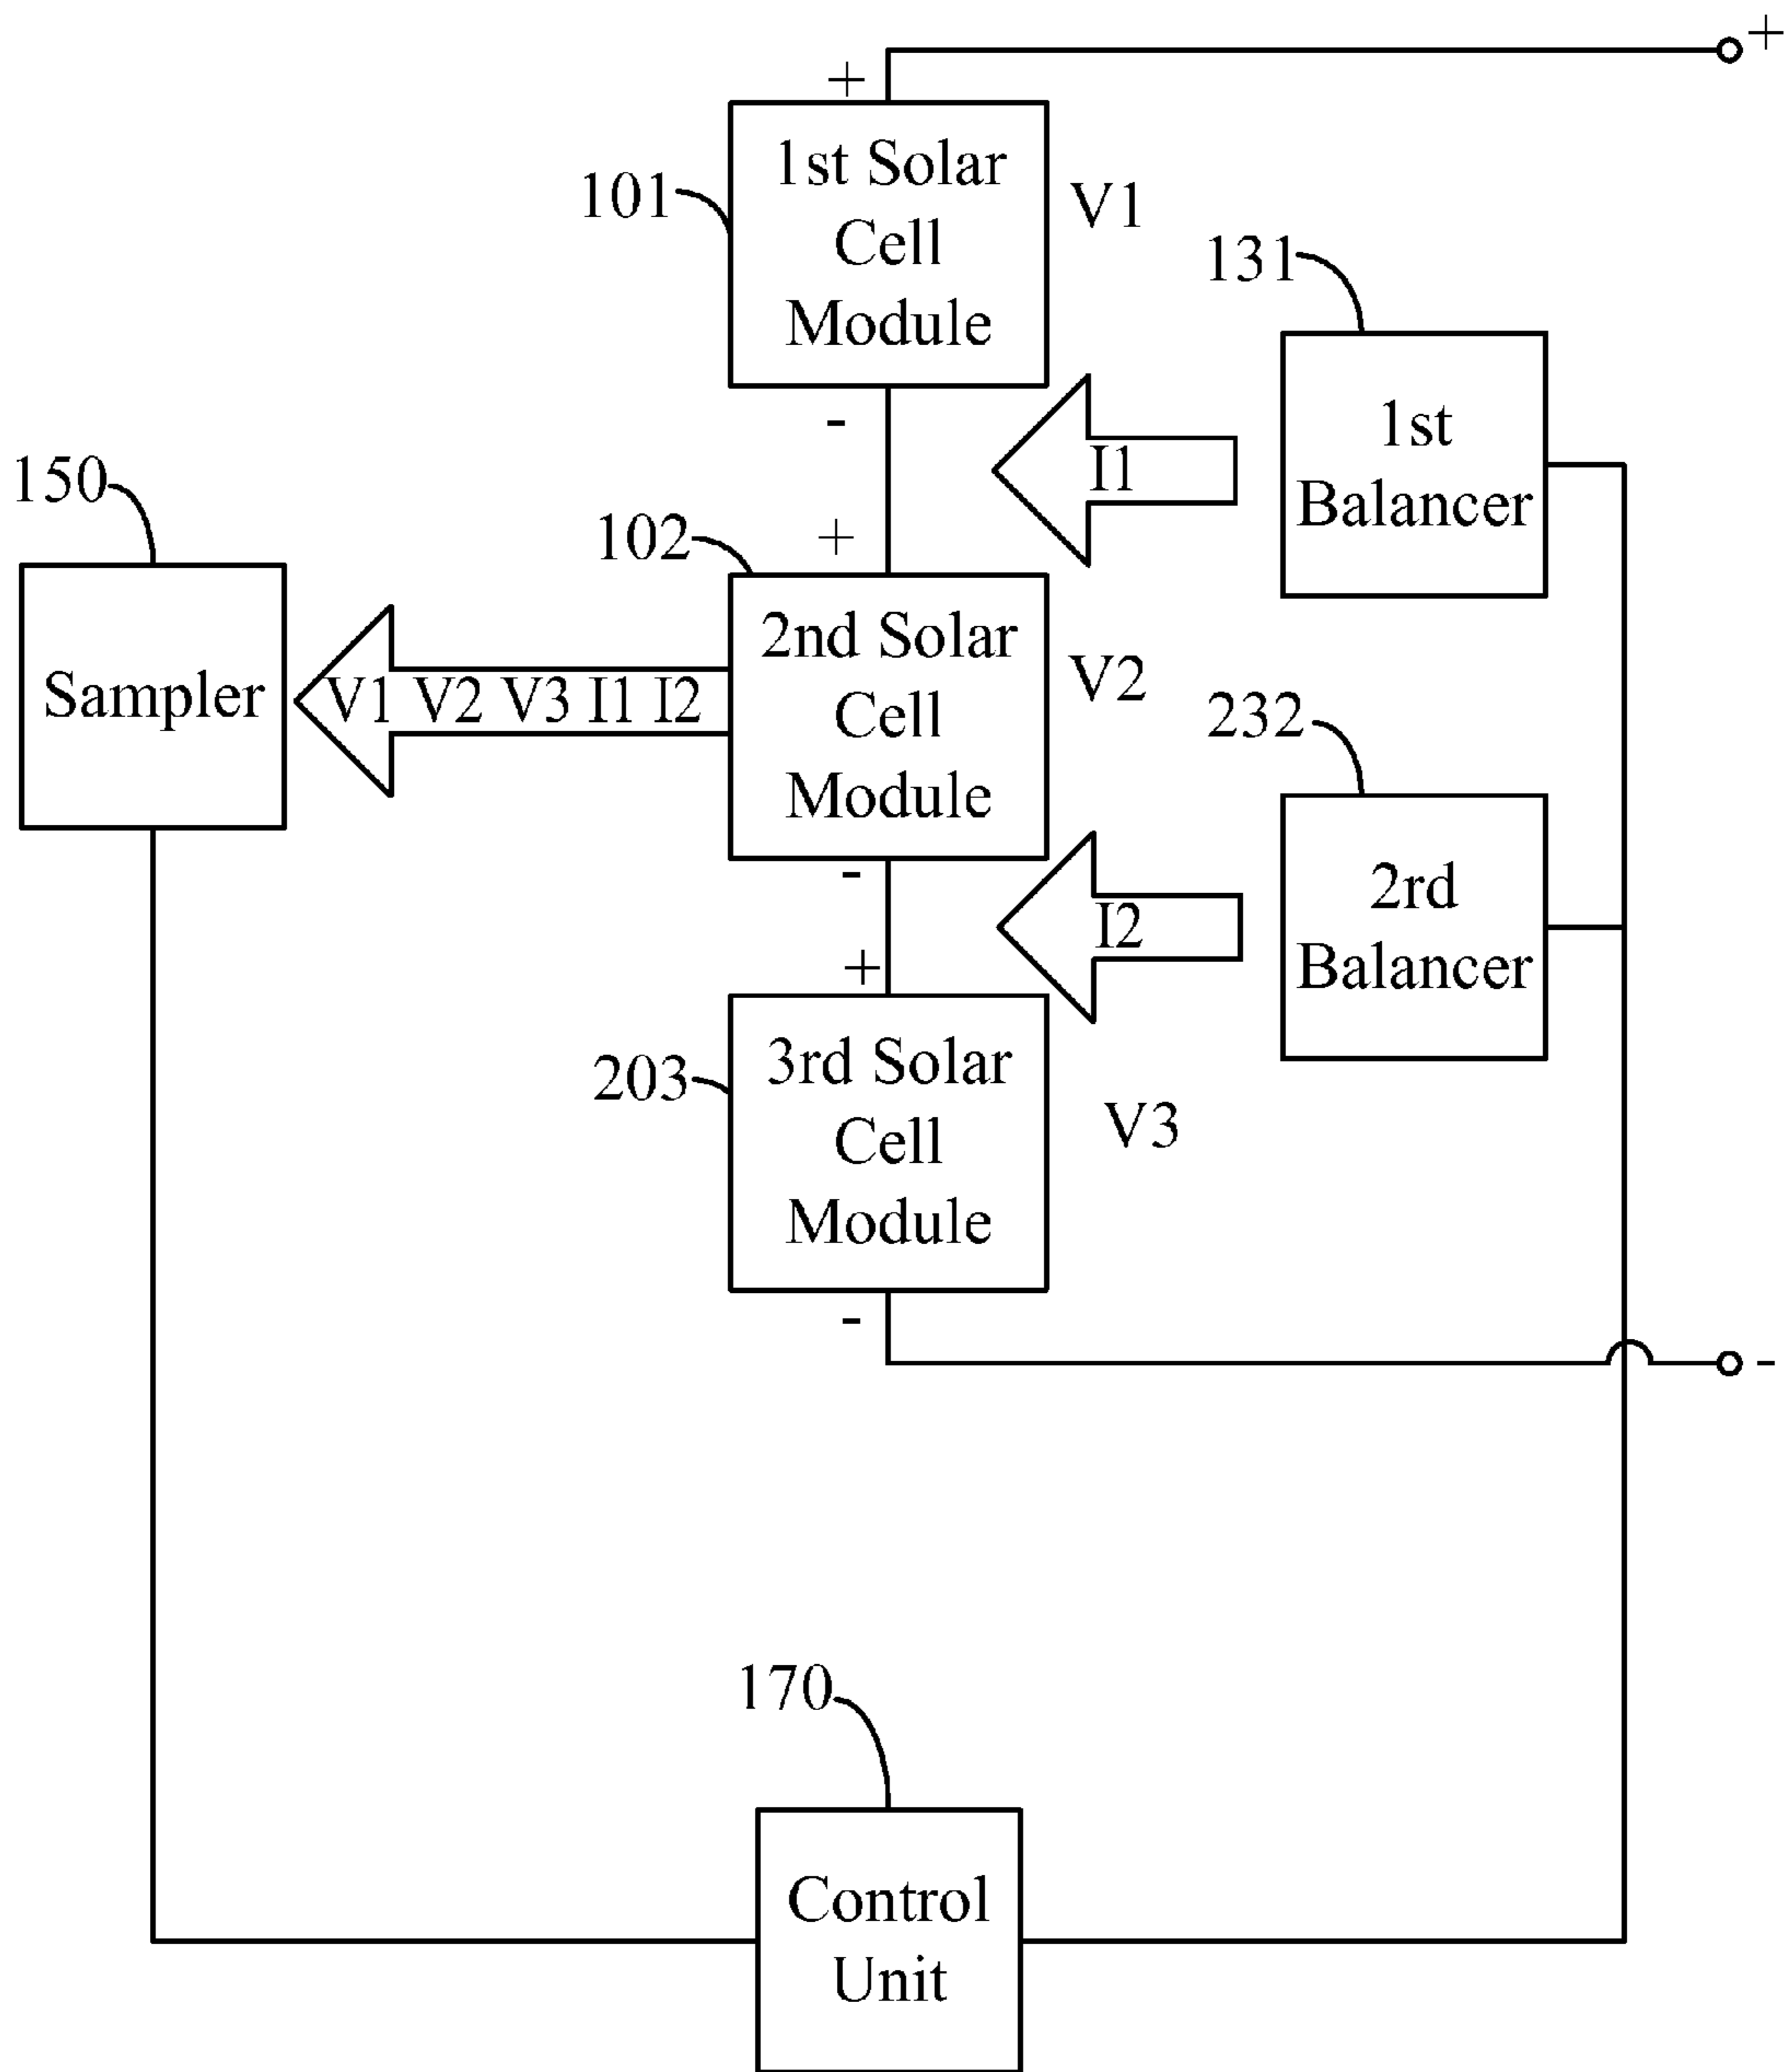 +
+
1st Solar
Cell
Module
101
V1
131
-
I1
1st
Balancer
150
102
+
2nd Solar
Cell
Module
V2
Sampler
V1 V2 V3 I1 I2
232
-
I2
2rd
Balancer
+
203
3rd Solar
Cell
Module
V3
-
-
170
Control
Unit